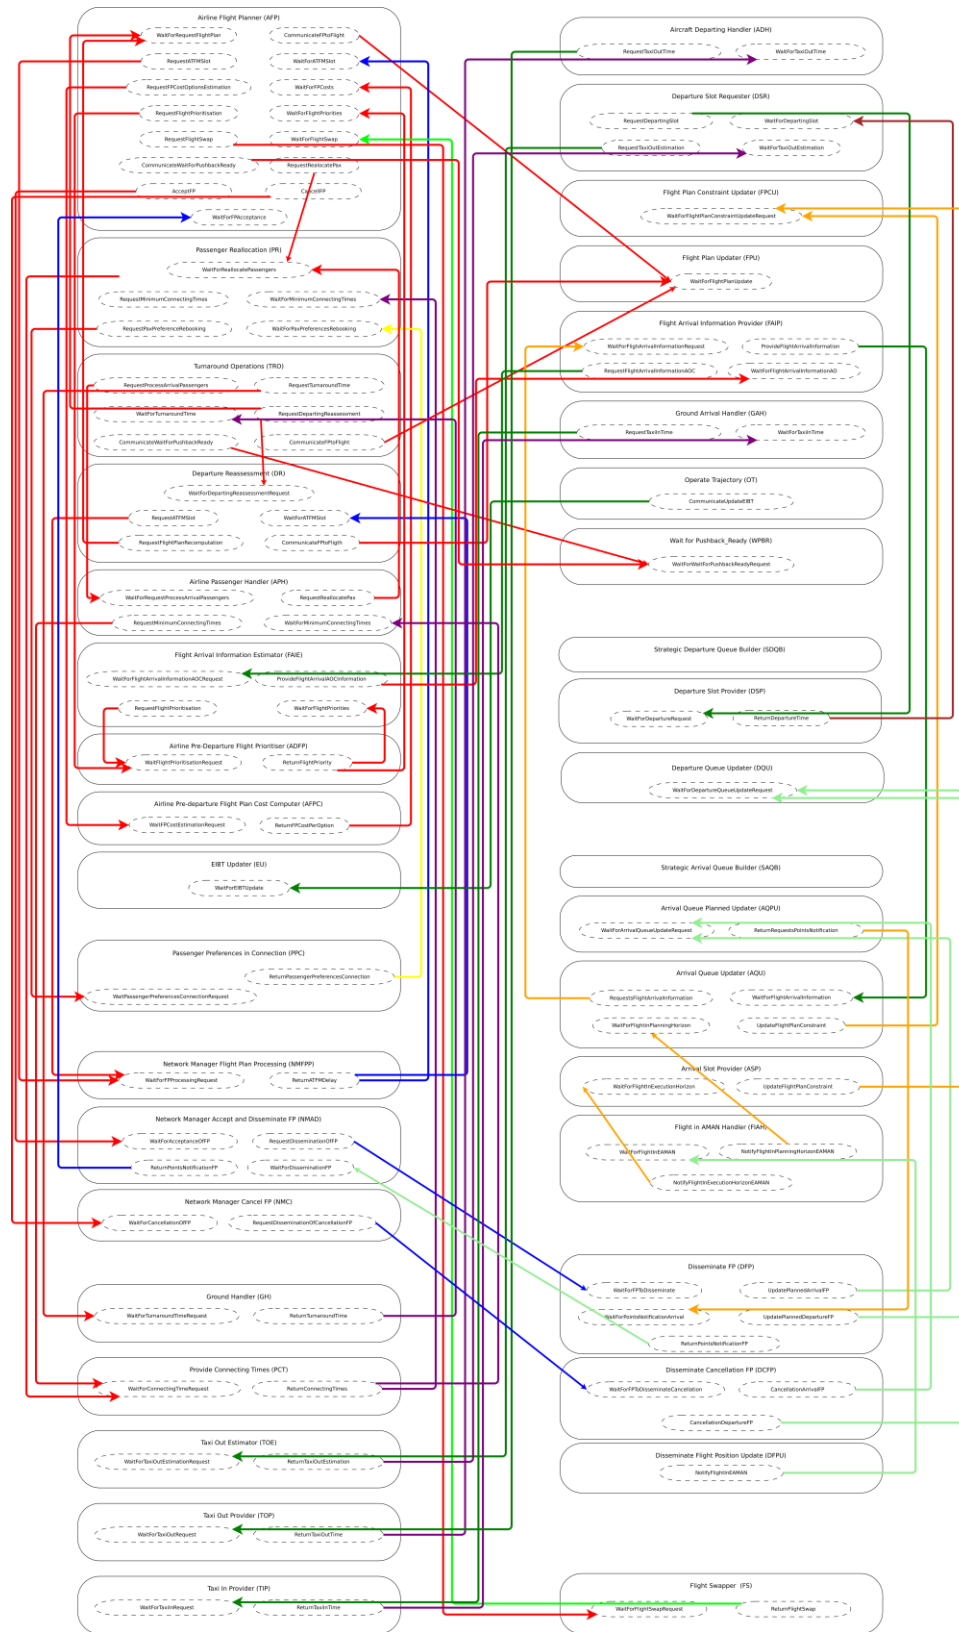 Airline Flight Planner (AFP)
WaitForRequestFlightPlan
CommunicateFPtoFlight
RequestATFMSlot
WaitForATFMSlot
RequestFPCostOptionsEstimation
WaitForFPCosts
RequestFlightPrioritisation
WaitForFlightPriorities
RequestFlightSwap
WaitForFlightSwap
CommunicateWaitForPushbackReady
RequestReallocatePax
AcceptFP
CancelFP
WaitForFPAcceptance
Passenger Reallocation (PR)
WaitForReallocatePassengers
RequestMinimumConnectingTimes
WaitForMinimumConnectingTimes
RequestPaxPreferenceRebooking
WaitForPaxPreferencesRebooking
Turnaround Operations (TRO)
RequestProcessArrivalPassengers
RequestTurnaroundTime
WaitForTurnaroundTime
RequestDepartingReassessment
CommunicateWaitForPushbackReady
CommunicateFPtoFlight
Departure Reassessment (DR)
WaitForDepartingReassessmentRequest
RequestATFMSlot
WaitForATFMSlot
RequestFlightPlanRecomputation
CommunicateFPtoFligth
Airline Passenger Handler (APH)
WaitForRequestProcessArrivalPassengers
RequestReallocatePax
RequestMinimumConnectingTimes
WaitForMinimumConnectingTimes
Flight Arrival Information Estimator (FAIE)
WaitForFlightArrivalInformationAOCRequest
ProvideFlightArrivalAOCInformation
RequestFlightPrioritisation
WaitForFlightPriorities
Airline Pre-Departure Flight Prioritiser (ADFP)
WaitFlightPrioritisationRequest
ReturnFlightPriority
Airline Pre-departure Flight Plan Cost Computer (AFPC)
WaitFPCostEstimationRequest
ReturnFPCostPerOption
EIBT Updater (EU)
WaitForEIBTUpdate
Passenger Preferences in Connection (PPC)
ReturnPassengerPreferencesConnection
WaitPassengerPreferencesConnectionRequest
Network Manager Flight Plan Processing (NMFPP)
WaitForFPProcessingRequest
ReturnATFMDelay
Network Manager Accept and Disseminate FP (NMAD)
WaitForAcceptanceOfFP
RequestDisseminationOfFP
ReturnPointsNotificationFP
WaitForDisseminationFP
Network Manager Cancel FP (NMC)
WaitForCancellationOfFP
RequestDisseminationOfCancellationFP
Ground Handler (GH)
WaitForTurnaroundTimeRequest
ReturnTurnaroundTime
Provide Connecting Times (PCT)
WaitForConnectingTimeRequest
ReturnConnectingTimes
Taxi Out Estimator (TOE)
WaitForTaxiOutEstimationRequest
ReturnTaxiOutEstimation
Taxi Out Provider (TOP)
WaitForTaxiOutRequest
ReturnTaxiOutTime
Taxi In Provider (TIP)
WaitForTaxiInRequest
ReturnTaxiInTime
Aircraft Departing Handler (ADH)
RequestTaxiOutTime
WaitForTaxiOutTime
Departure Slot Requester (DSR)
RequestDepartingSlot
WaitForDepartingSlot
RequestTaxiOutEstimation
WaitForTaxiOutEstimation
Flight Plan Constraint Updater (FPCU)
WaitForFlightPlanConstraintUpdateRequest
Flight Plan Updater (FPU)
WaitForFlightPlanUpdate
Flight Arrival Information Provider (FAIP)
WaitForFlighArrivalInformationRequest
ProvideFlightArrivalInformation
RequestFlightArrivalInformationAOC
WaitForFlightArrivalInformationAO
Ground Arrival Handler (GAH)
RequestTaxiInTime
WaitForTaxiInTime
Operate Trajectory (OT)
CommunicateUpdateEIBT
Wait for Pushback_Ready (WPBR)
WaitForWaitForPushbackReadyRequest
Strategic Departure Queue Builder (SDQB)
Departure Slot Provider (DSP)
WaitForDepartureRequest
ReturnDepartureTime
Departure Queue Updater (DQU)
WaitForDepartureQueueUpdateRequest
Strategic Arrival Queue Builder (SAQB)
Arrival Queue Planned Updater (AQPU)
WaitForArrivalQueueUpdateRequest
ReturnRequestsPointsNotification
Arrival Queue Updater (AQU)
RequestsFlightArrivalInformation
WaitForFlightArrivalInformation
WaitForFlightInPlanningHorizon
UpdateFlightPlanConstraint
Arrival Slot Provider (ASP)
WaitForFlightInExecutionHorizon
UpdateFlightPlanConstraint
Flight in AMAN Handler (FIAH)
WaitForFlightInEAMAN
NotifyFlightInPlanningHorizonEAMAN
NotifyFlightInExecutionHorizonEAMAN
Disseminate FP (DFP)
WaitForFPToDisseminate
UpdatePlannedArrivalFP
WaitForPointsNotificationArrival
UpdatePlannedDepartureFP
ReturnPointsNotificationFP
Disseminate Cancellation FP (DCFP)
WaitForFPToDisseminateCancellation
CancellationArrivalFP
CancellationDepartureFP
Disseminate Flight Position Update (DFPU)
NotifyFlightInEAMAN
Flight Swapper (FS)
WaitForFlightSwapRequest
ReturnFlightSwap